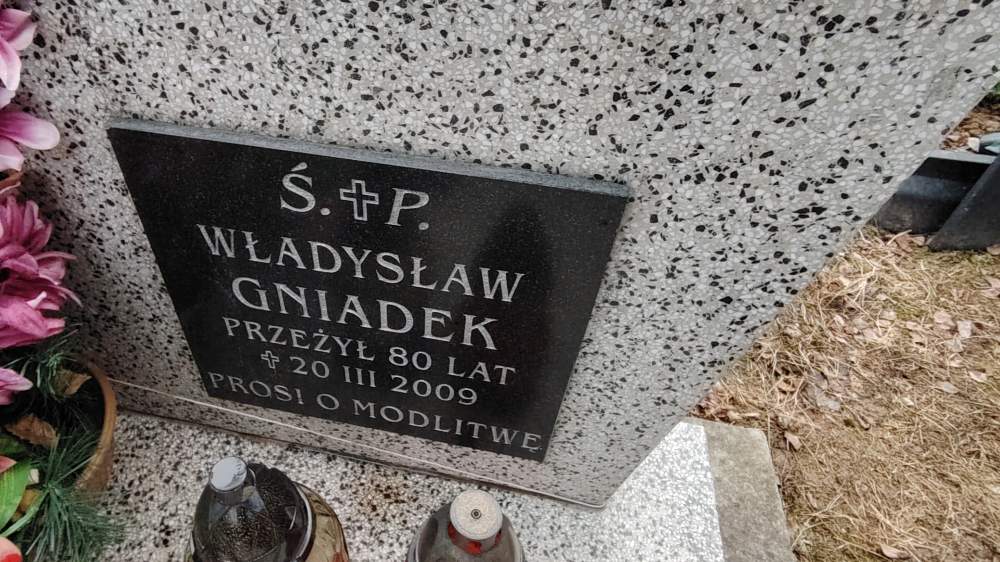 Ś.✝P.
WŁADYSŁAW
GNIADEK
PRZEŻYŁ 80 LAT
✝ 20 III 2009
PROSI O MODLITWĘ